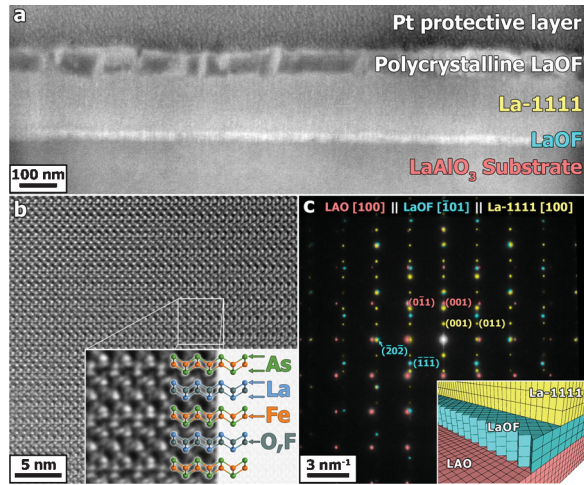 a
Pt protective layer
Polycrystalline LaOF
La-1111
LaOF
LaAlO₃ Substrate
100 nm
b
As
La
Fe
O,F
5 nm
c LAO [100] || LaOF [1̅01] || La-1111 [100]
(01̅1) (001)
(001) (011)
(2̅02̅)
(1̅1̅1̅)
La-1111
LaOF
LAO
3 nm⁻¹